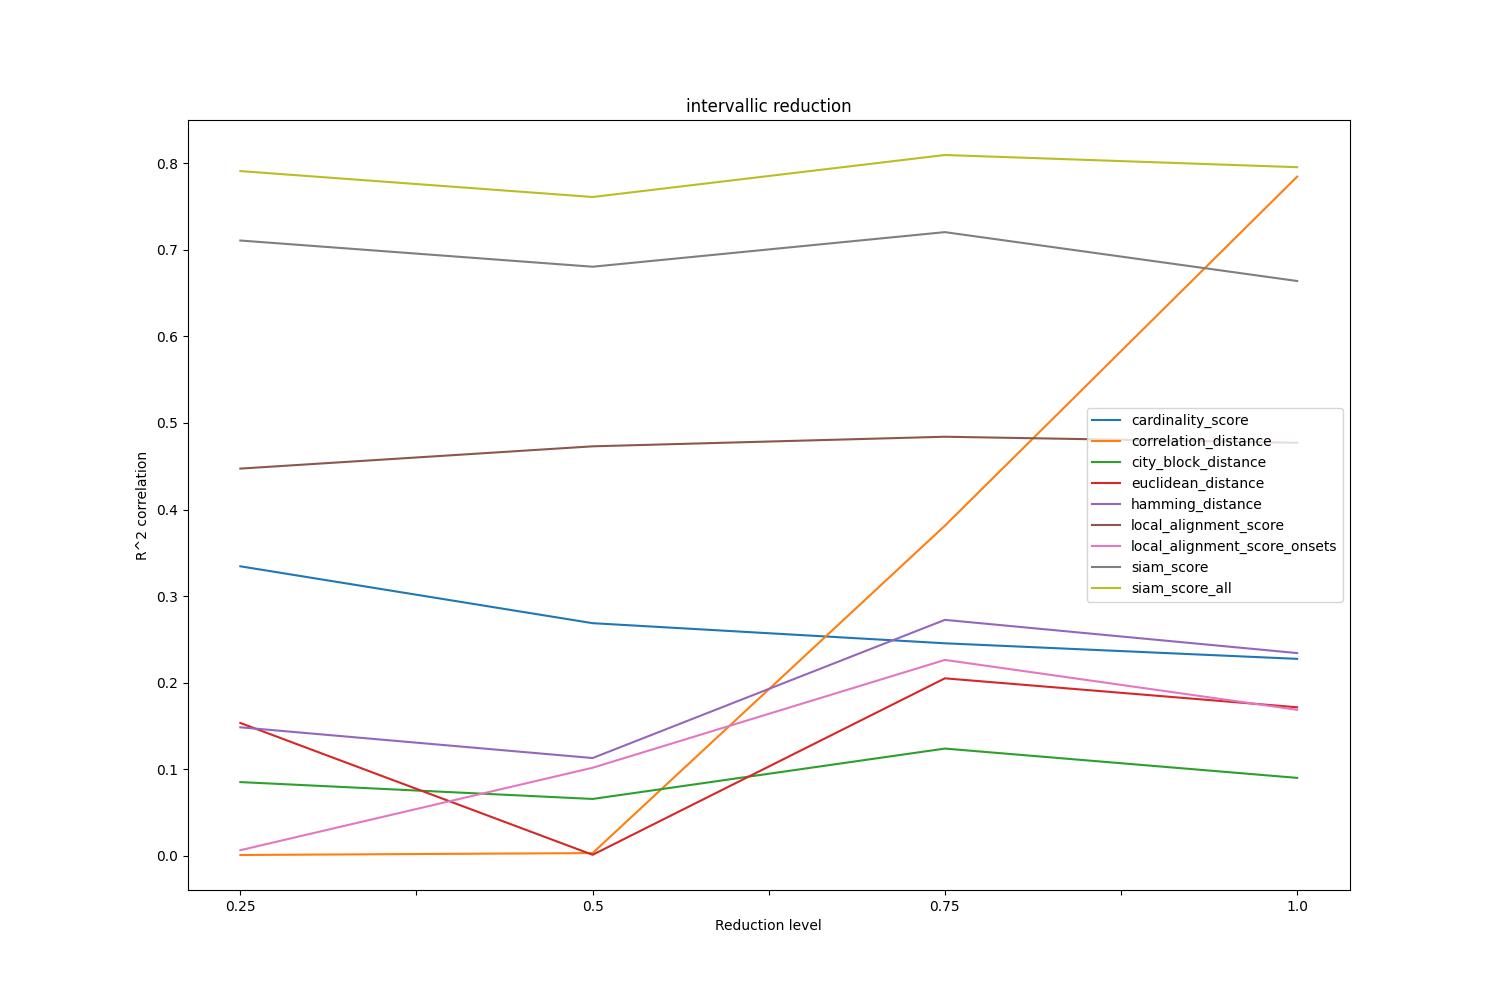 intervallic reduction
0.8
0.7
0.6
0.5
0.4
0.3
0.2
0.1
0.0
R^2 correlation
cardinality_score
correlation_distance
city_block_distance
euclidean_distance
hamming_distance
local_alignment_score
local_alignment_score_onsets
siam_score
siam_score_all
0.25 0.5 0.75 1.0
Reduction level